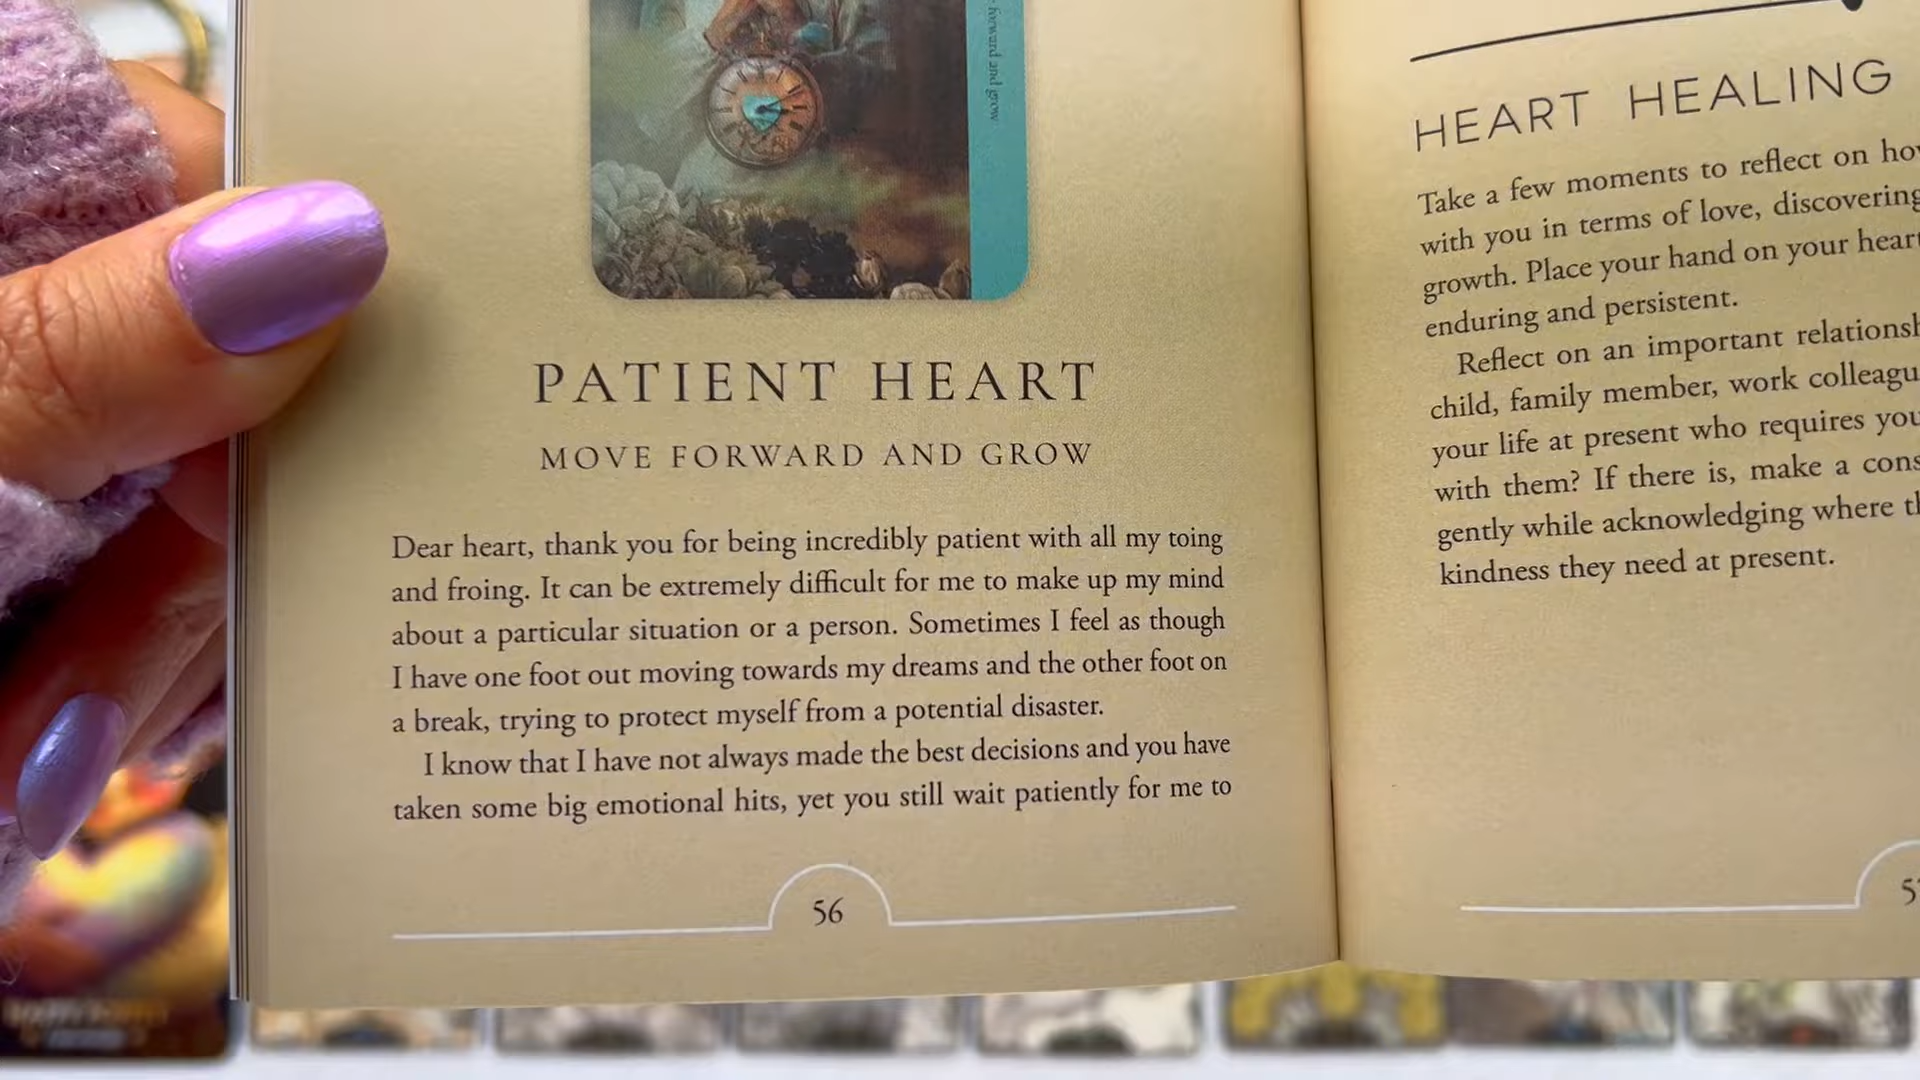 forward and grow
PATIENT HEART
MOVE FORWARD AND GROW
Dear heart, thank you for being incredibly patient with all my toing
and froing. It can be extremely difficult for me to make up my mind
about a particular situation or a person. Sometimes I feel as though
I have one foot out moving towards my dreams and the other foot on
a break, trying to protect myself from a potential disaster.
I know that I have not always made the best decisions and you have
taken some big emotional hits, yet you still wait patiently for me to
56
HEART HEALING
Take a few moments to reflect on
with you in terms of love, discovering
growth. Place your hand on your heart
enduring and persistent.
Reflect on an important
child, family member, work
your life at present who requires
with them? If there is, make a
gently while acknowledging where
kindness they need at present.